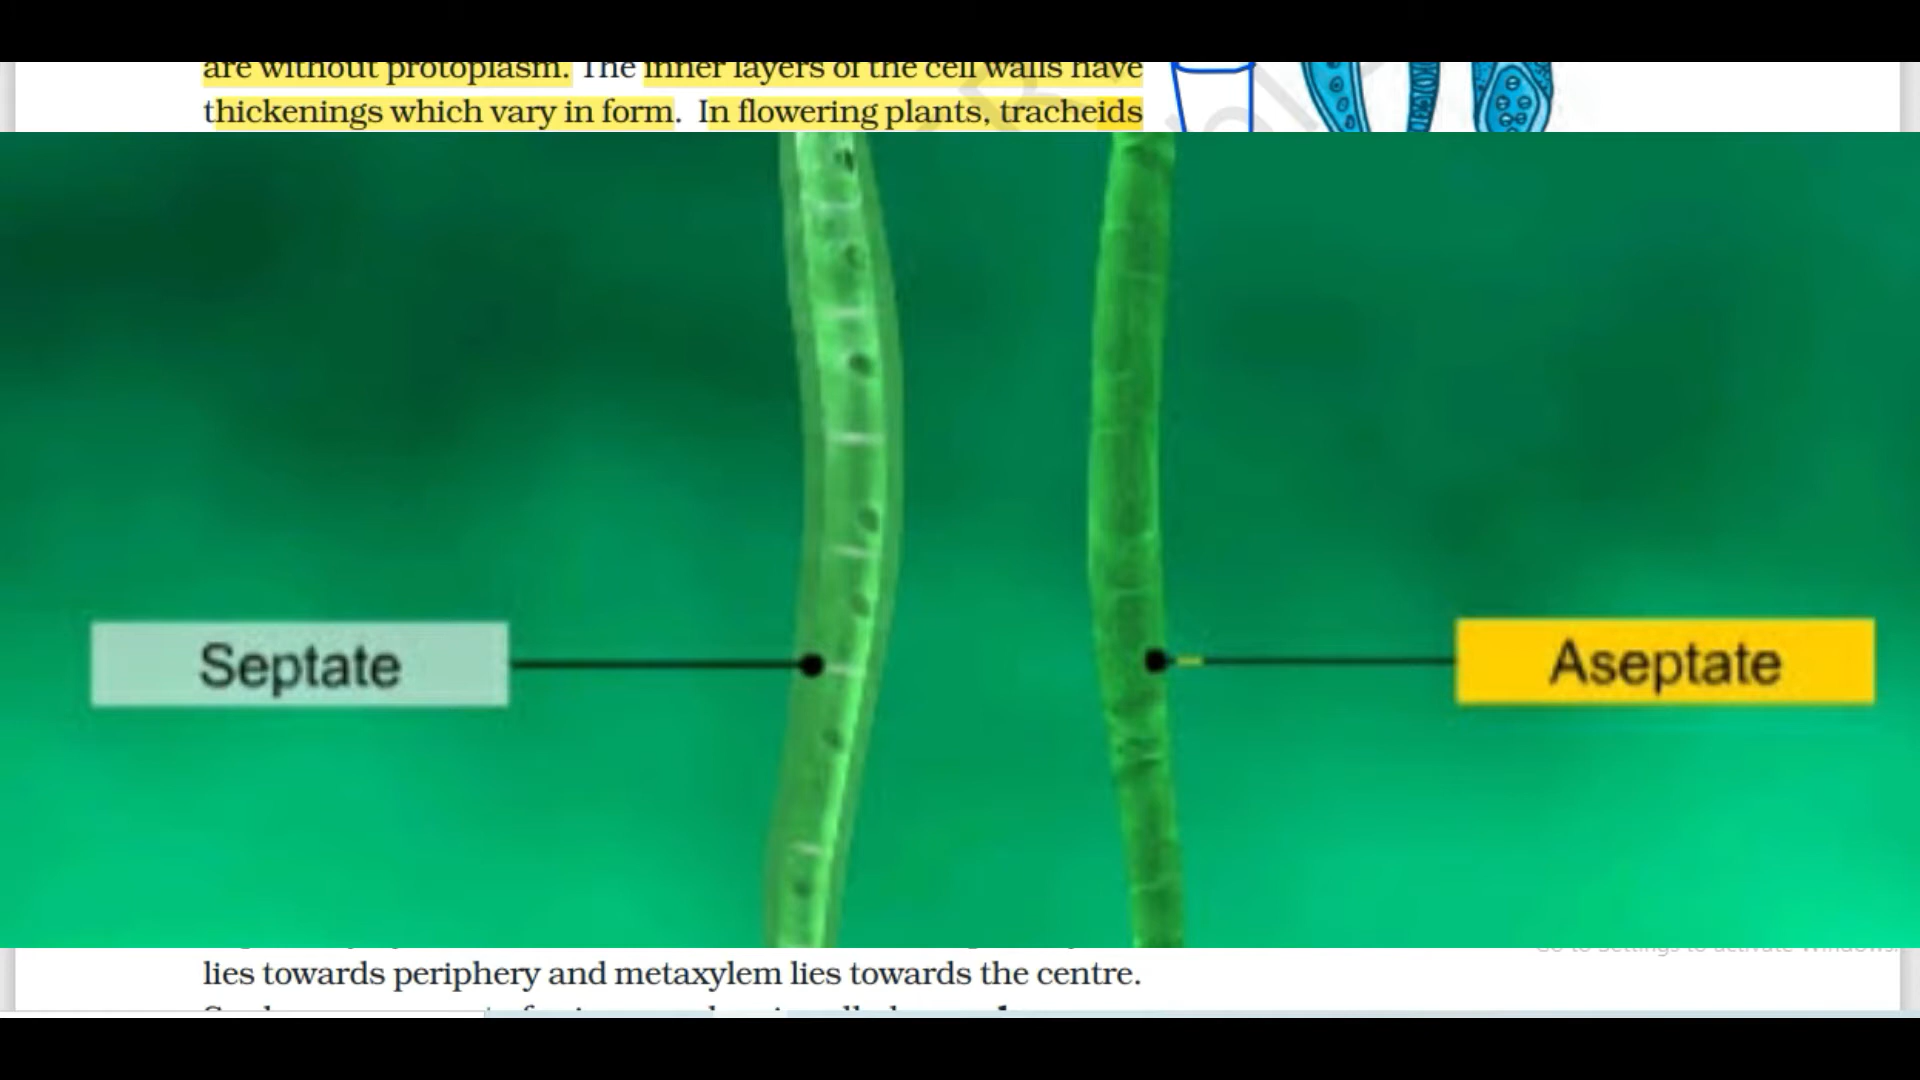 are without protoplasm. The inner layers of the cell walls have
thickenings which vary in form. In flowering plants, tracheids
Septate
Aseptate
lies towards periphery and metaxylem lies towards the centre.